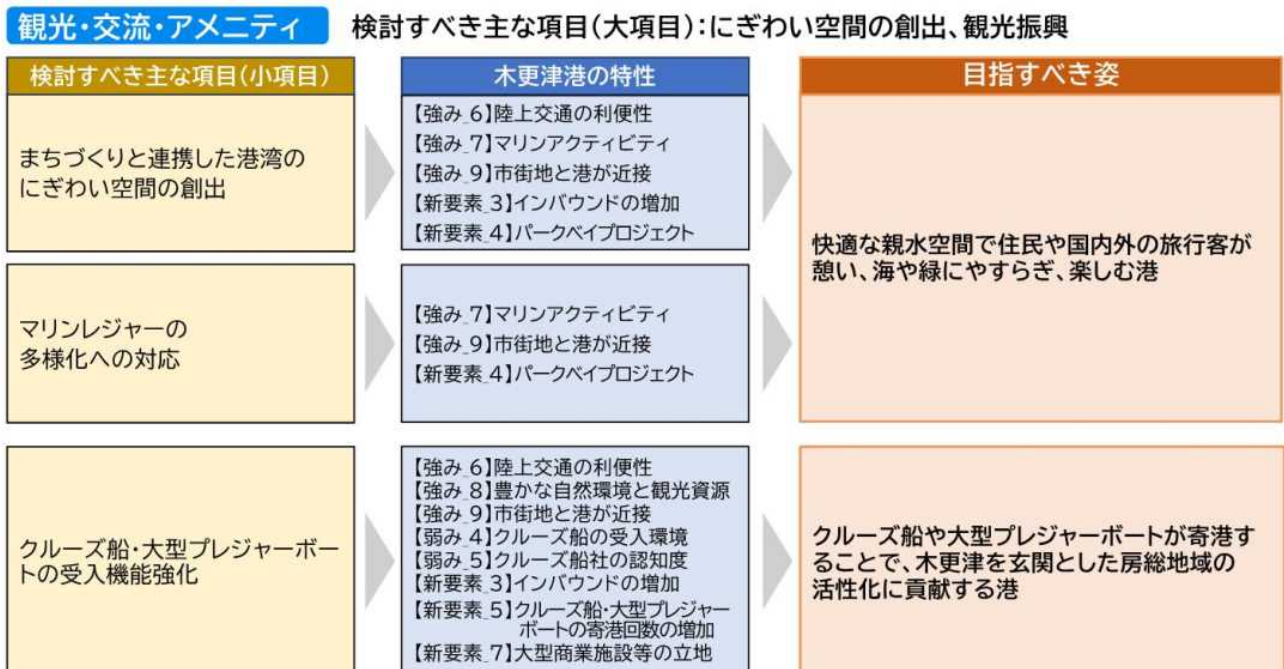 観光・交流・アメニティ 検討すべき主な項目(大項目):にぎわい空間の創出、観光振興
検討すべき主な項目(小項目)
木更津港の特性
目指すべき姿
まちづくりと連携した港湾の
にぎわい空間の創出
【強み_6】陸上交通の利便性
【強み_7】マリンアクティビティ
【強み_9】市街地と港が近接
【新要素_3】インバウンドの増加
【新要素_4】パークベイプロジェクト
快適な親水空間で住民や国内外の旅行客が
憩い、海や緑にやすらぎ、楽しむ港
マリンレジャーの
多様化への対応
【強み_7】マリンアクティビティ
【強み_9】市街地と港が近接
【新要素_4】パークベイプロジェクト
クルーズ船・大型プレジャーボー
トの受入機能強化
【強み_6】陸上交通の利便性
【強み_8】豊かな自然環境と観光資源
【強み_9】市街地と港が近接
【弱み_4】クルーズ船の受入環境
【弱み_5】クルーズ船社の認知度
【新要素_3】インバウンドの増加
【新要素_5】クルーズ船・大型プレジャー
ボートの寄港回数の増加
【新要素_7】大型商業施設等の立地
クルーズ船や大型プレジャーボートが寄港す
ることで、木更津を玄関とした房総地域の
活性化に貢献する港